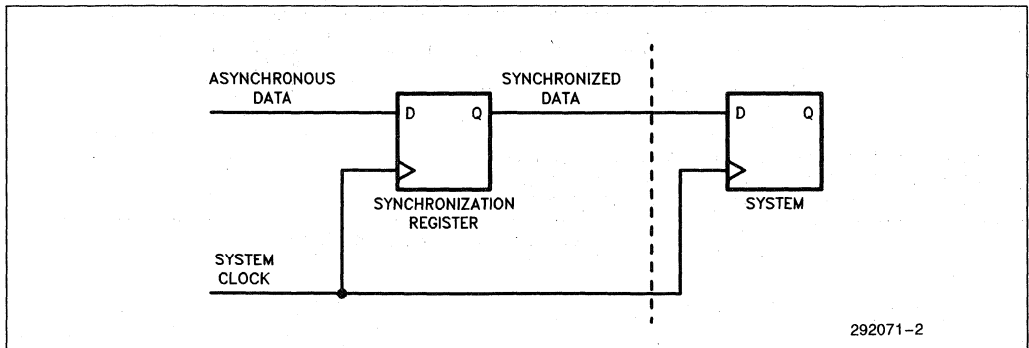 ASYNCHRONOUS
DATA
SYNCHRONIZED
DATA
D Q
D Q
SYNCHRONIZATION
REGISTER
SYSTEM
SYSTEM
CLOCK
292071-2